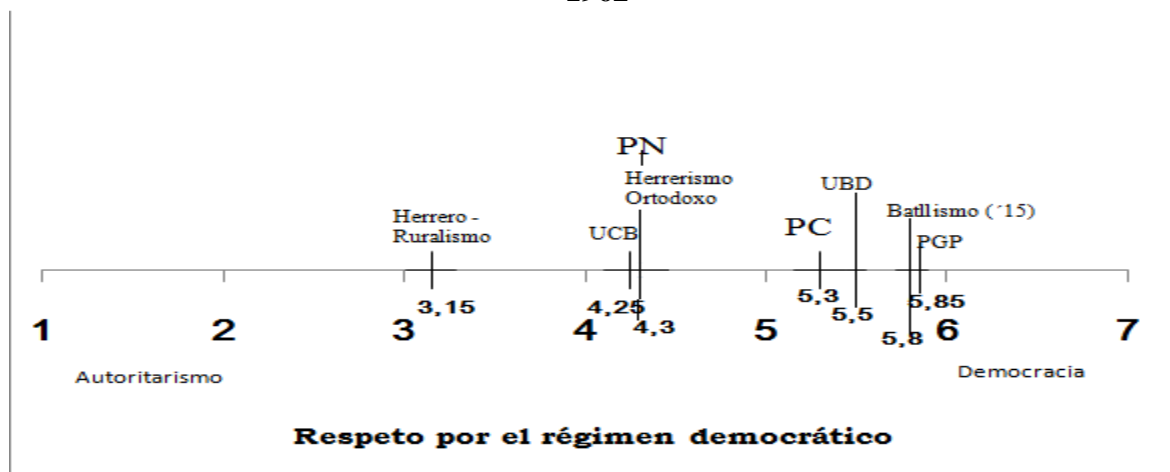 PN
Herrerismo
Ortodoxo
UBD
Herrero -
Ruralismo
Batllismo (´15)
UCB
PC
PGP
3,15
4,25
4,3
5,3
5,5
5,8
5,85
1 2 3 4 5 6 7
Autoritarismo
Democracia
Respeto por el régimen democrático